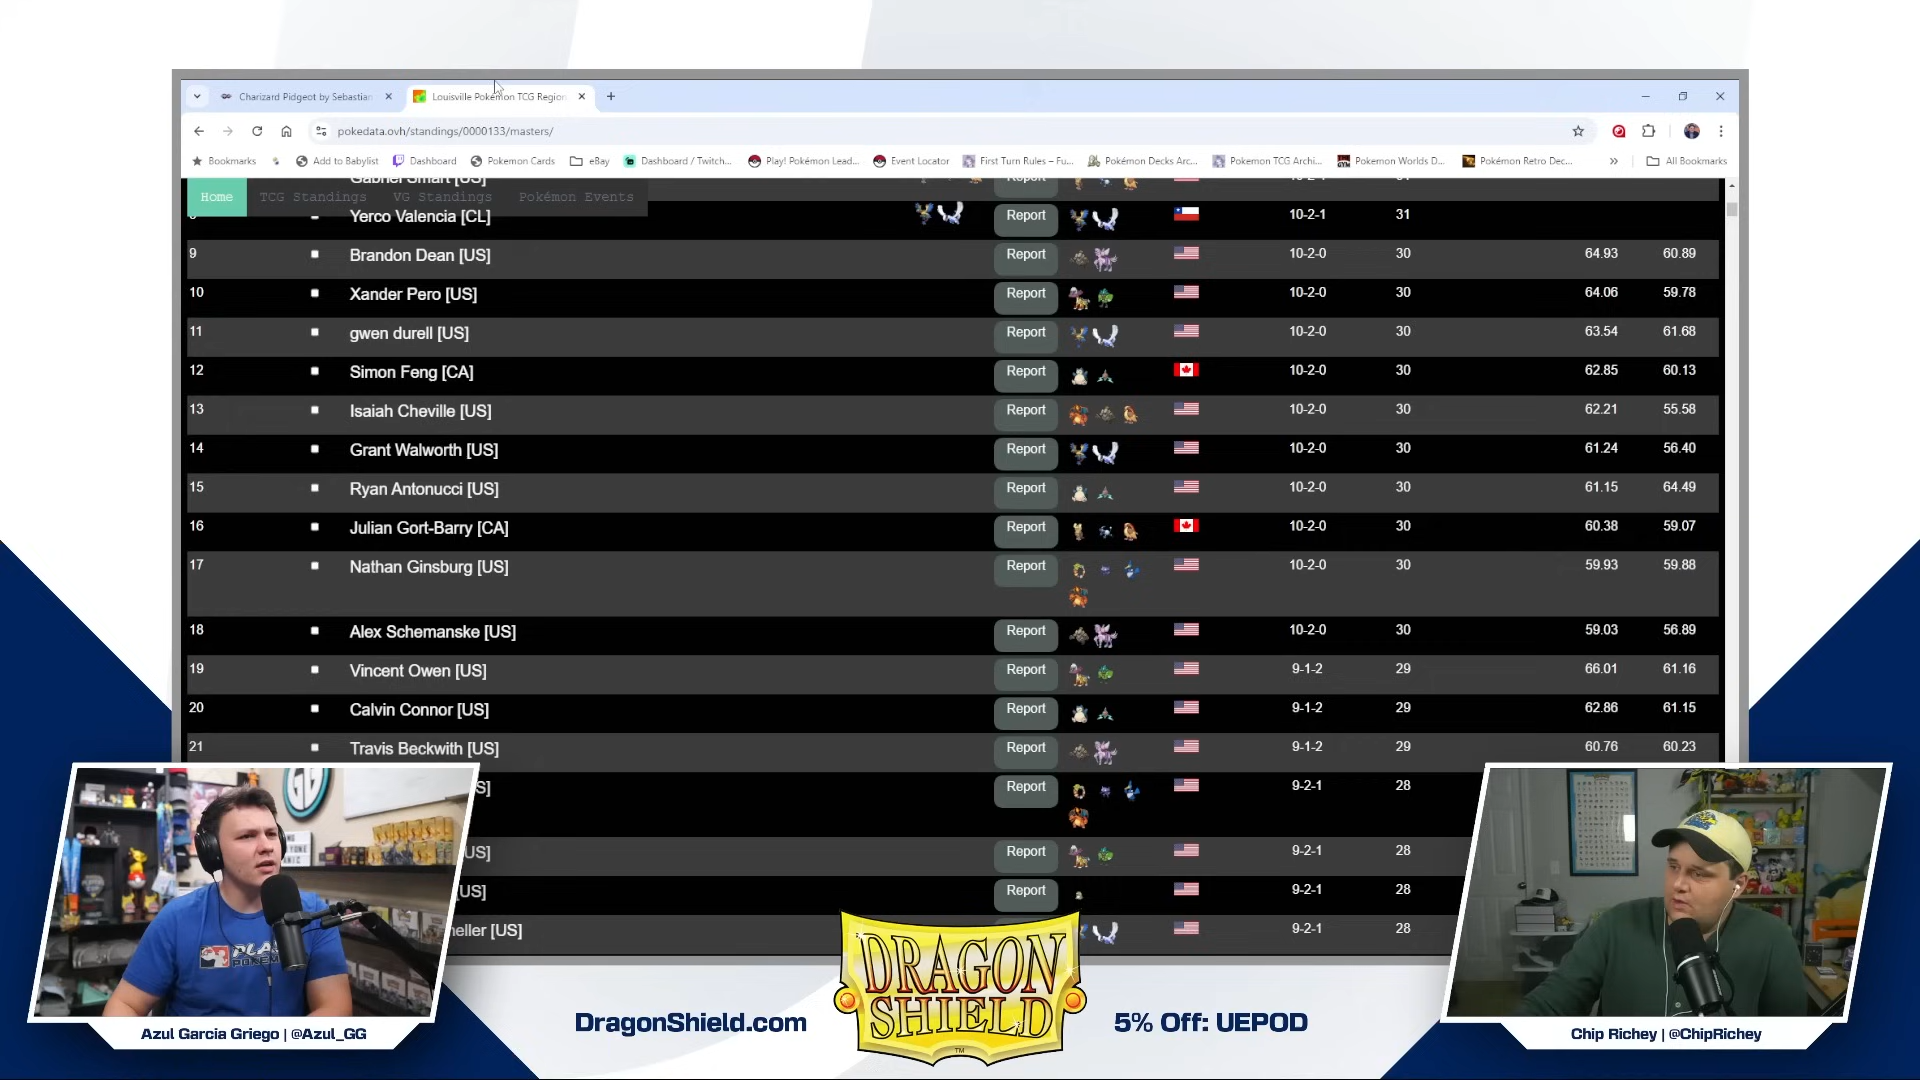 Charizard Pidgeot by Sebastian
Louisville Pokémon TCG Region
pokedata.ovh/standings/0000133/masters/
Bookmarks Add to Babylist Dashboard Pokemon Cards eBay Dashboard / Twitch... Play! Pokémon Lead... Event Locator First Turn Rules – Fu... Pokémon Decks Arc... Pokemon TCG Archi... Pokemon Worlds D... Pokémon Retro Dec... » All Bookmarks
Gabriel Smart [US] Report
Home TCG Standings VG Standings Pokémon Events
Yerco Valencia [CL] Report 10-2-1 31
9 Brandon Dean [US] Report 10-2-0 30 64.93 60.89
10 Xander Pero [US] Report 10-2-0 30 64.06 59.78
11 gwen durell [US] Report 10-2-0 30 63.54 61.68
12 Simon Feng [CA] Report 10-2-0 30 62.85 60.13
13 Isaiah Cheville [US] Report 10-2-0 30 62.21 55.58
14 Grant Walworth [US] Report 10-2-0 30 61.24 56.40
15 Ryan Antonucci [US] Report 10-2-0 30 61.15 64.49
16 Julian Gort-Barry [CA] Report 10-2-0 30 60.38 59.07
17 Nathan Ginsburg [US] Report 10-2-0 30 59.93 59.88
18 Alex Schemanske [US] Report 10-2-0 30 59.03 56.89
19 Vincent Owen [US] Report 9-1-2 29 66.01 61.16
20 Calvin Connor [US] Report 9-1-2 29 62.86 61.15
21 Travis Beckwith [US] Report 9-1-2 29 60.76 60.23
S] Report 9-2-1 28
US] Report 9-2-1 28
[US] Report 9-2-1 28
heller [US] 9-2-1 28
DRAGON
SHIELD
TM
DragonShield.com
5% Off: UEPOD
Azul Garcia Griego | @Azul_GG
Chip Richey | @ChipRichey